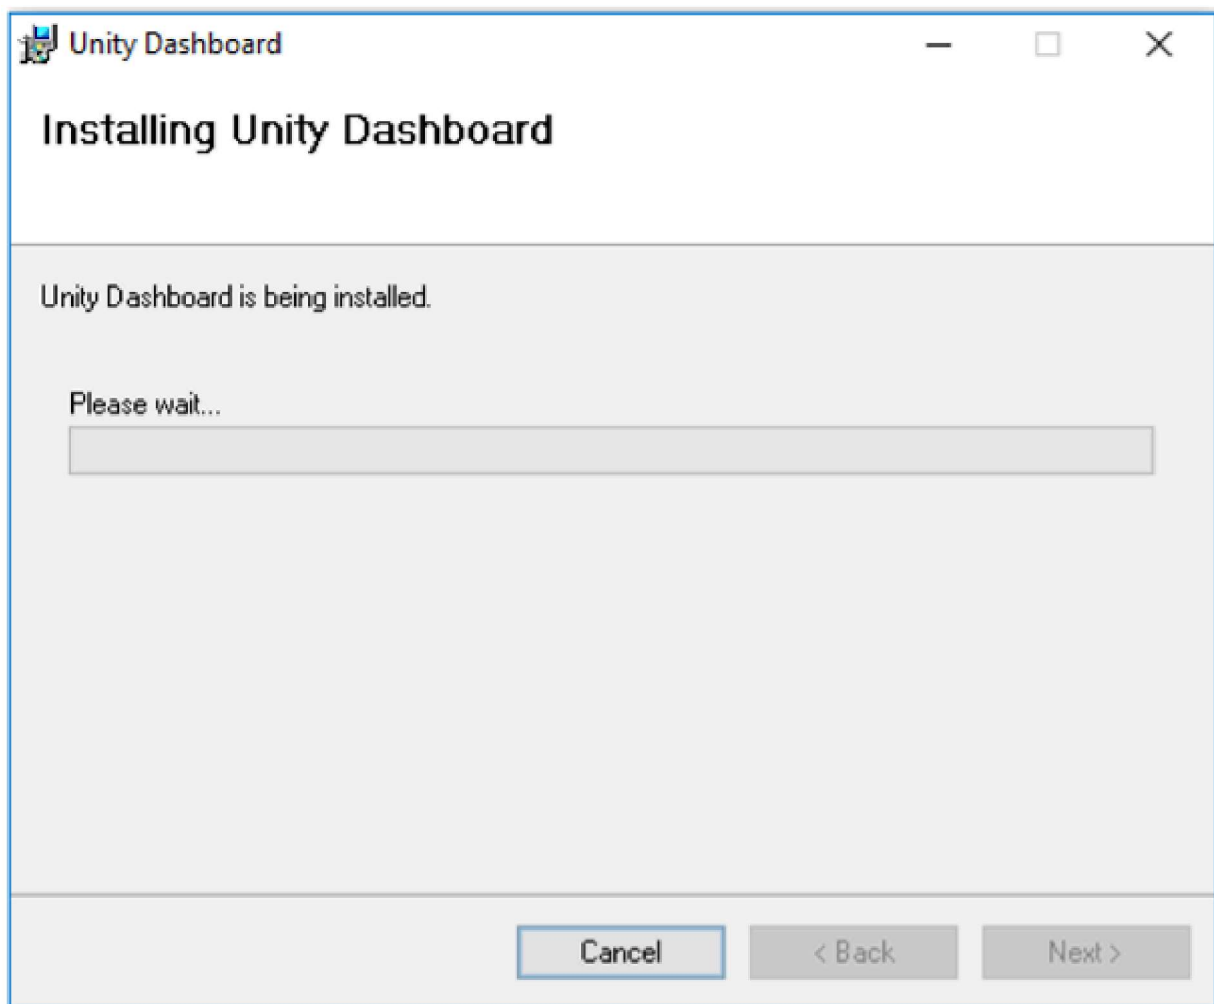 Unity Dashboard
Installing Unity Dashboard
Unity Dashboard is being installed.
Please wait...
Cancel
< Back
Next >